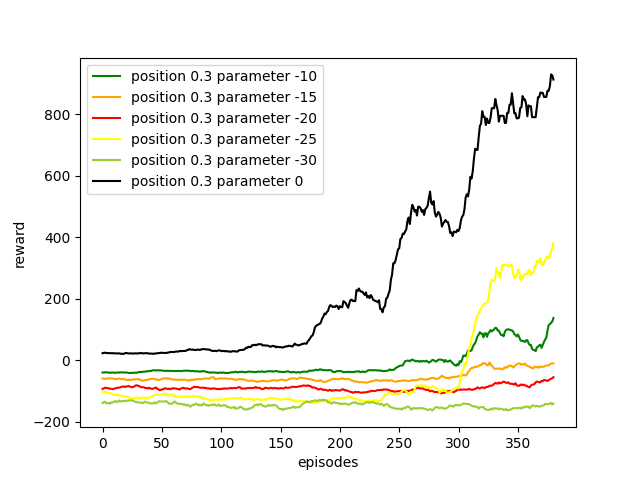 position 0.3 parameter -10
position 0.3 parameter -15
position 0.3 parameter -20
position 0.3 parameter -25
position 0.3 parameter -30
position 0.3 parameter 0
800
600
400
200
0
−200
reward
0 50 100 150 200 250 300 350
episodes